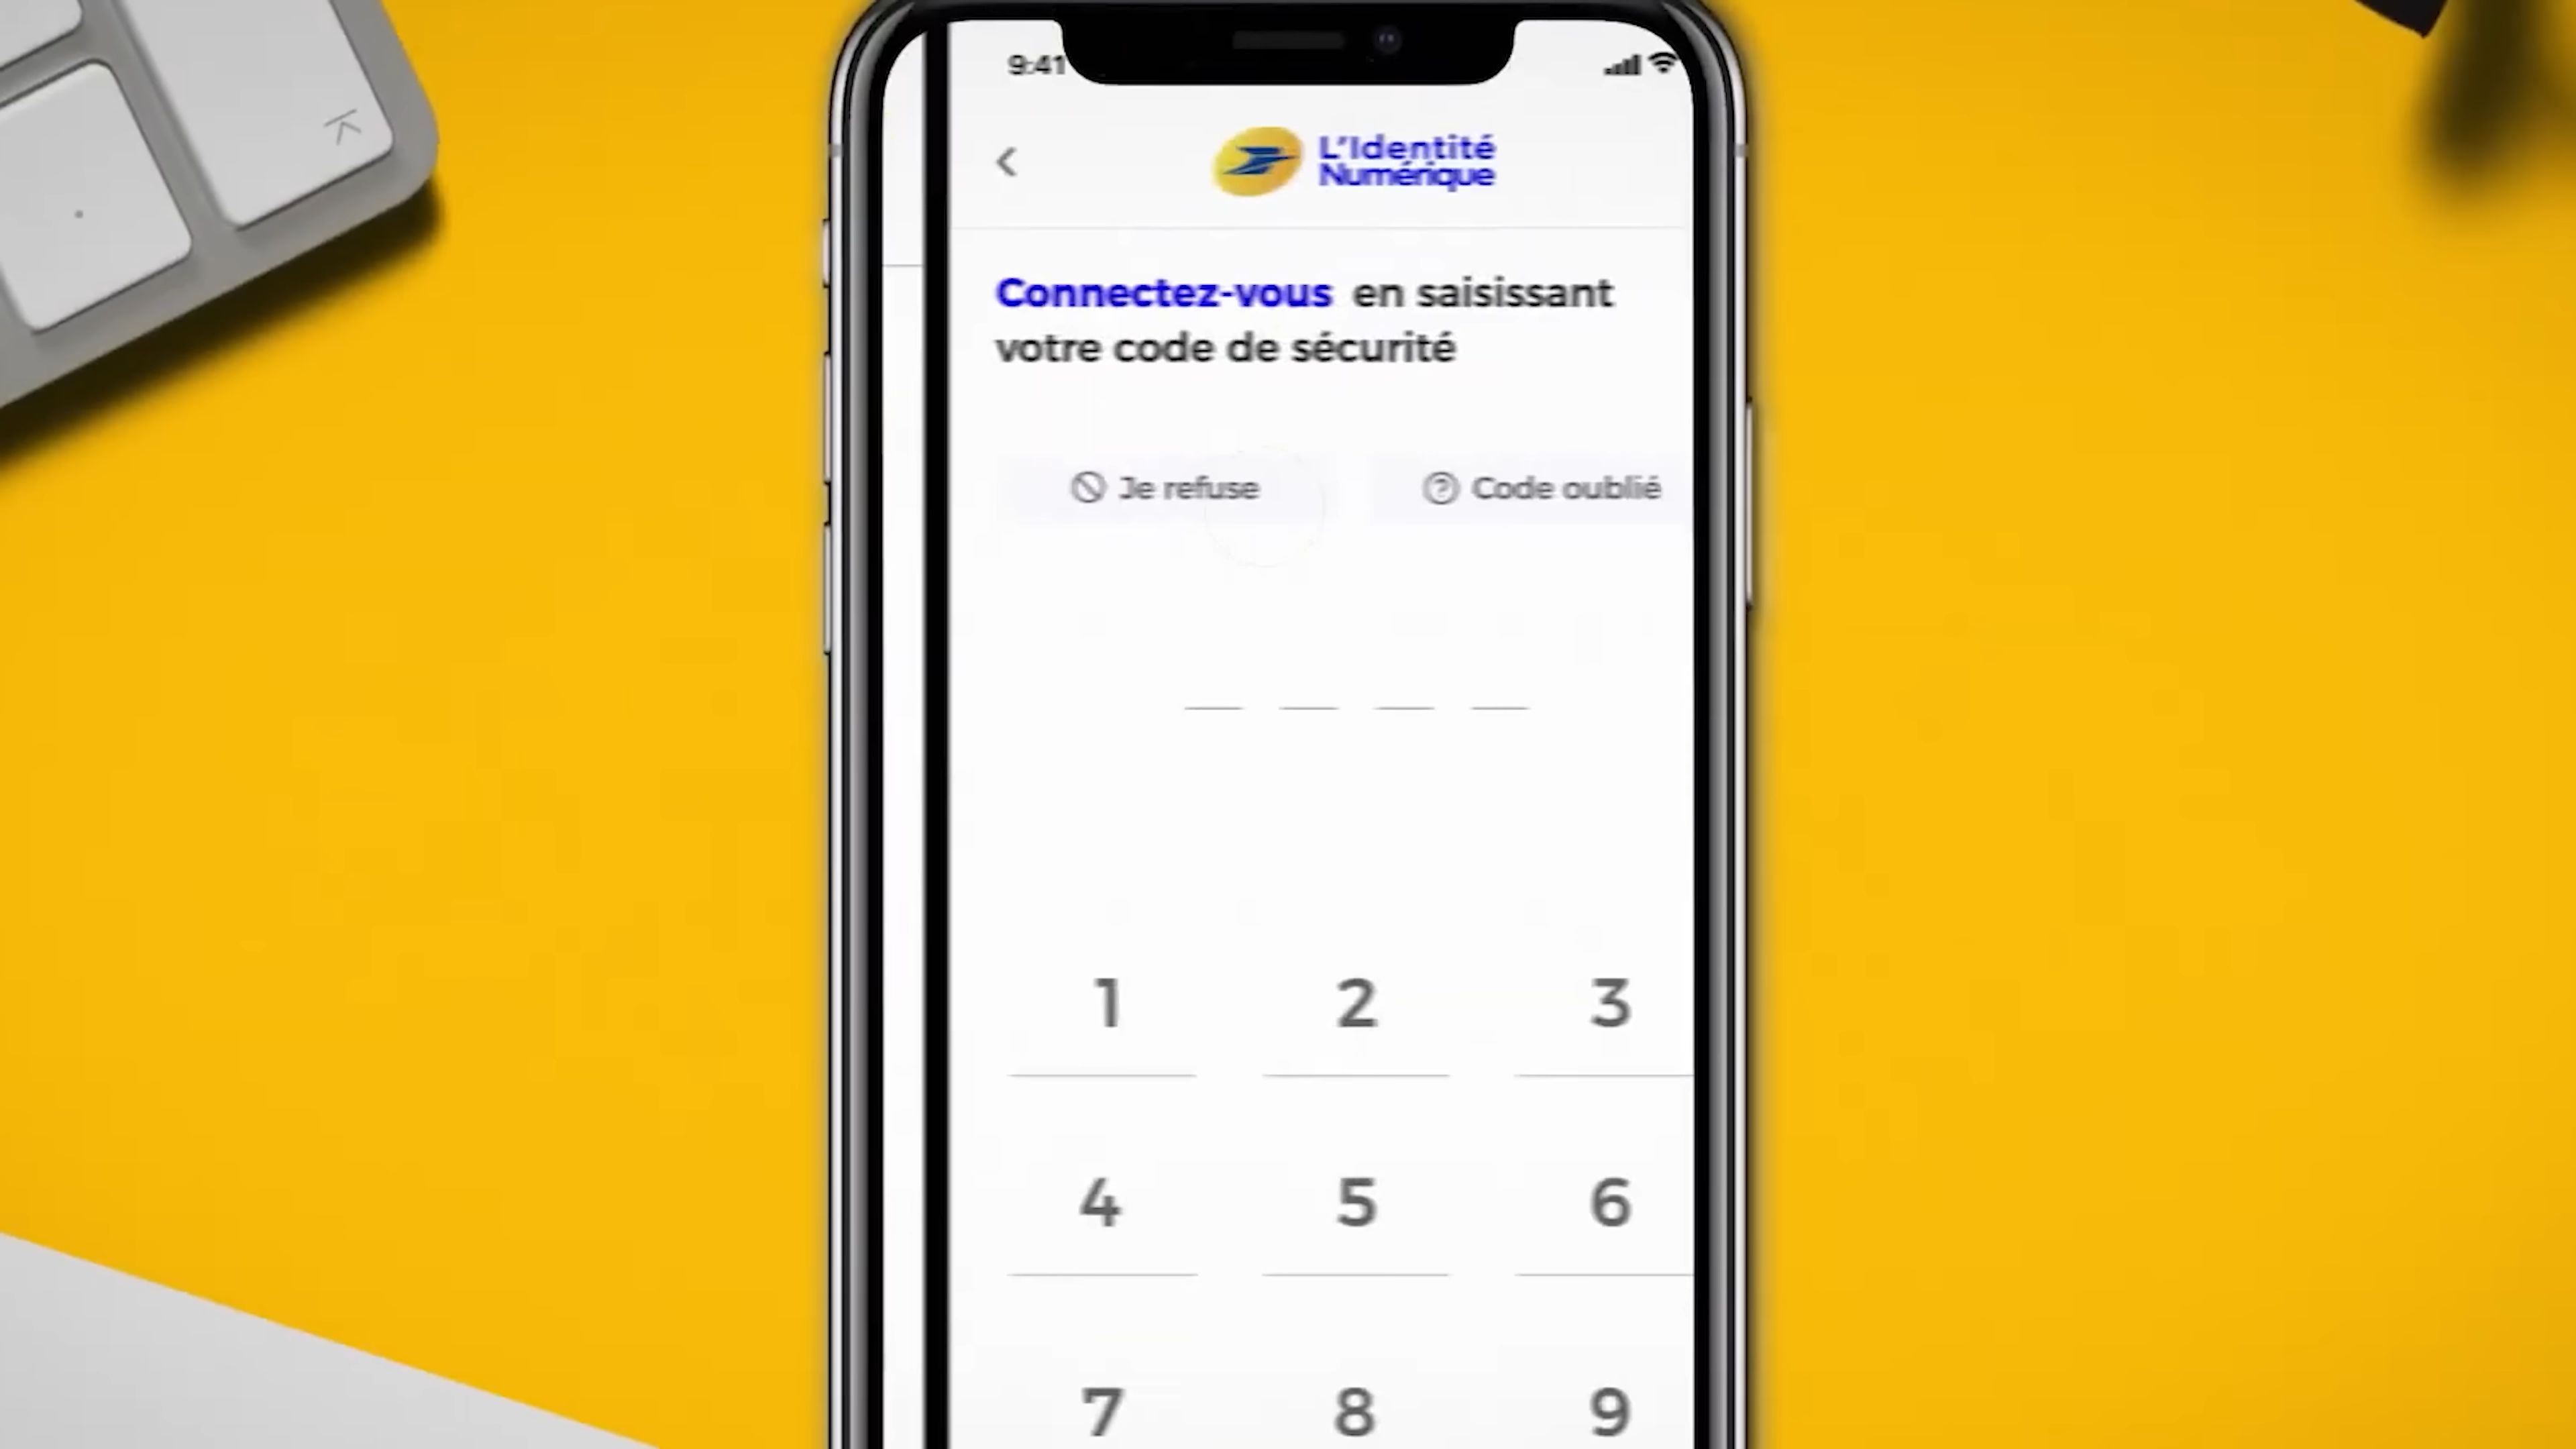 9:41
L'Identité
Numérique
Connectez-vous en saisissant
votre code de sécurité
Je refuse
Code oublié
1 2 3
4 5 6
7 8 9